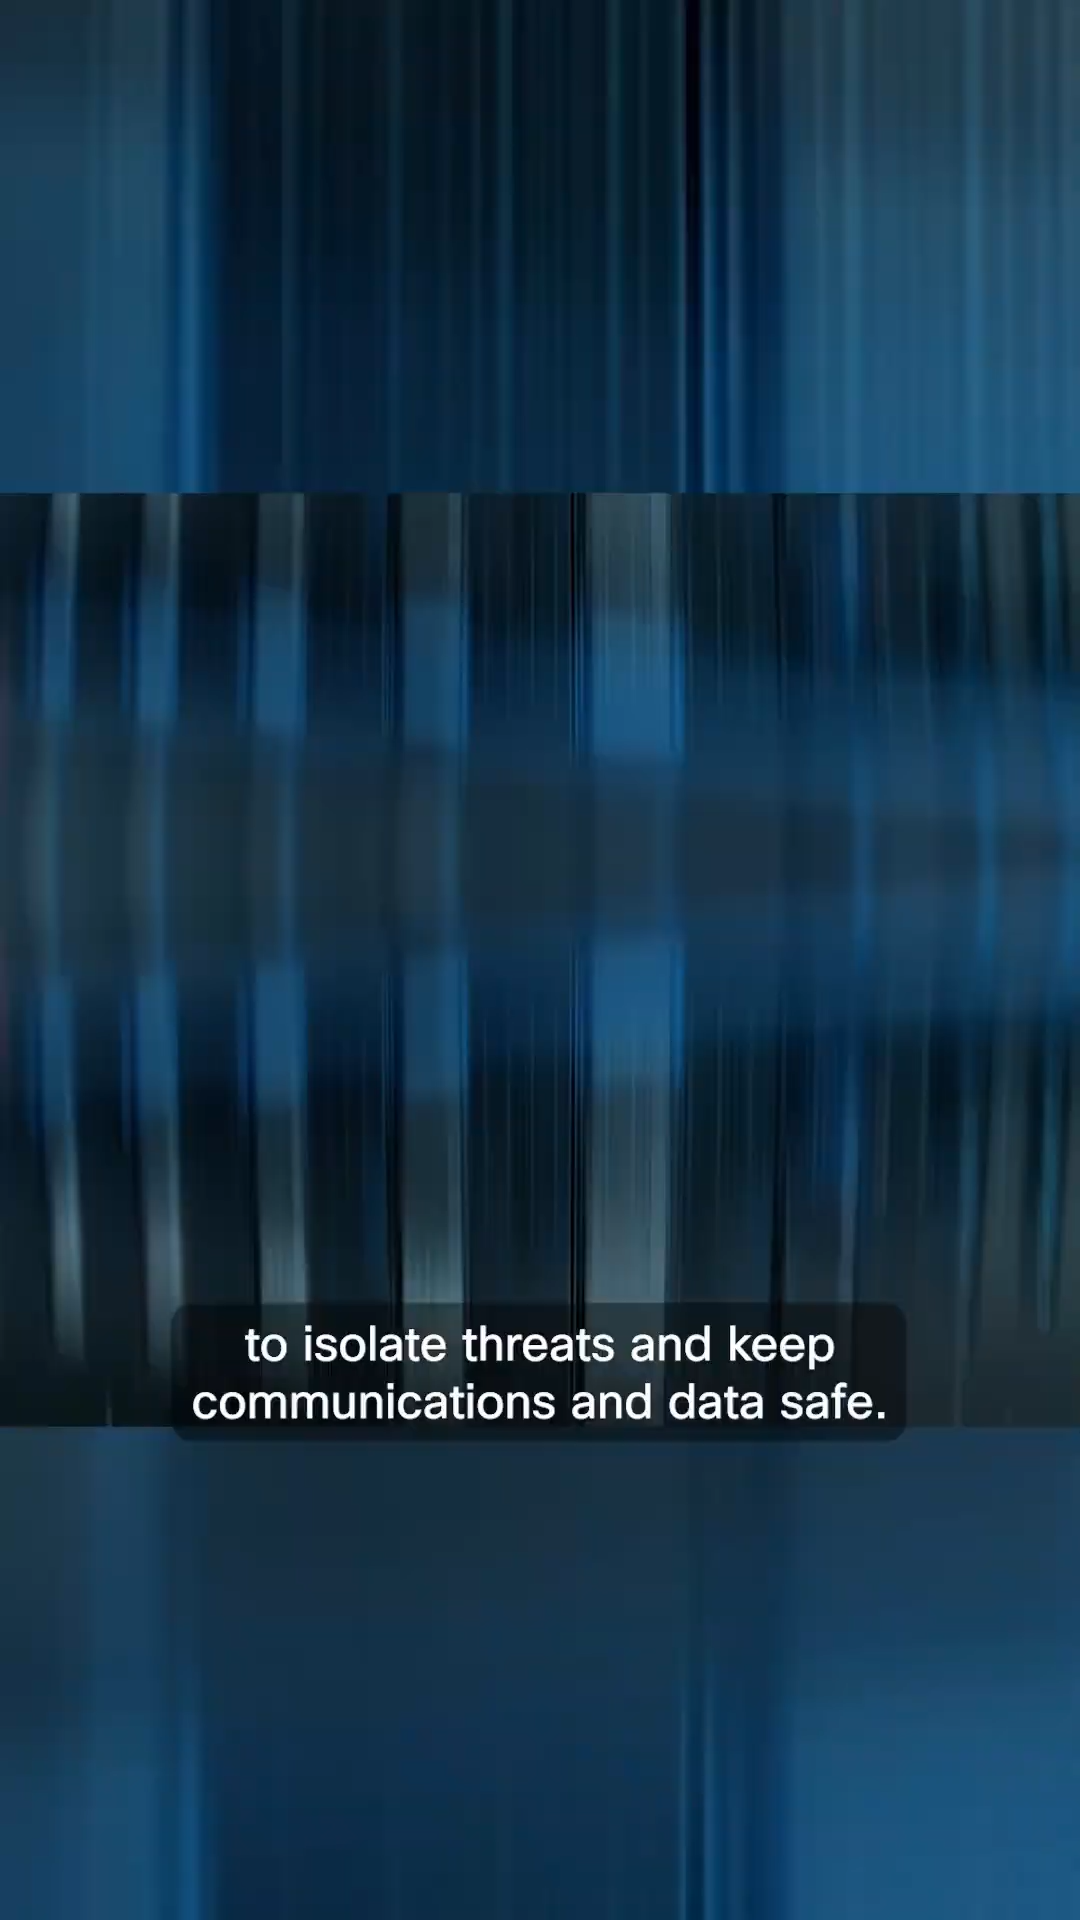 to isolate threats and keep
communications and data safe.